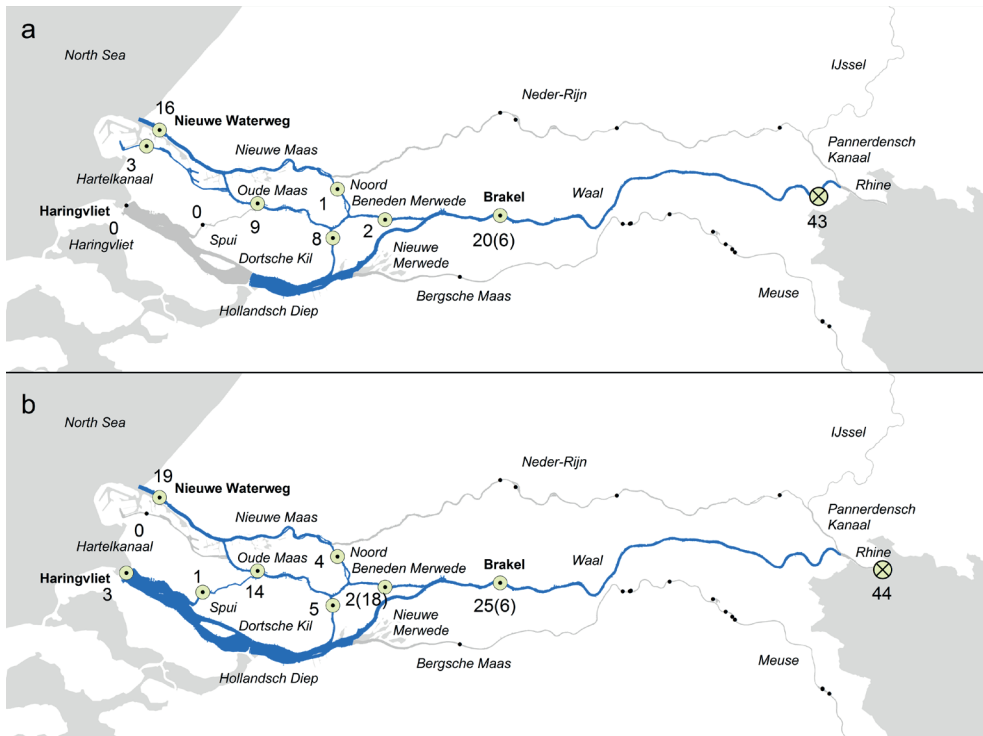 a
North Sea
IJssel
Neder-Rijn
16
Nieuwe Waterweg
Pannerdensch
Kanaal
Nieuwe Maas
3
Hartelkanaal
Noord
Rhine
Oude Maas
1
Beneden Merwede
Brakel
Waal
Haringvliet
0
0
9
2
43
Haringvliet
Spui
8
20(6)
Dortsche Kil
Nieuwe
Merwede
Bergsche Maas
Meuse
Hollandsch Diep
b
North Sea
IJssel
Neder-Rijn
19
Nieuwe Waterweg
Pannerdensch
Kanaal
Nieuwe Maas
0
Hartelkanaal
Noord
Rhine
Oude Maas
4
Beneden Merwede
Brakel
Waal
Haringvliet
3
1
14
2(18)
44
Spui
5
25(6)
Dortsche Kil
Nieuwe
Merwede
Bergsche Maas
Meuse
Hollandsch Diep